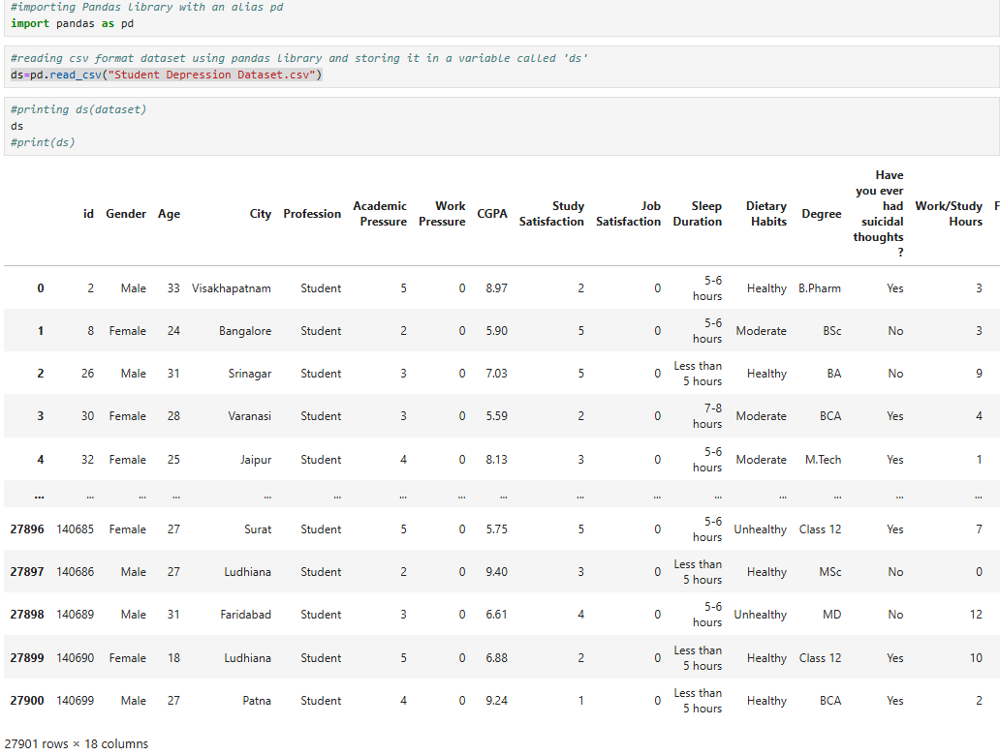 #importing Pandas library with an alias pd
import pandas as pd
#reading csv format dataset using pandas library and storing it in a variable called 'ds'
ds=pd.read_csv("Student Depression Dataset.csv")
#printing ds(dataset)
ds
#print(ds)
id Gender Age City Profession Academic Pressure Work Pressure CGPA Study Satisfaction Job Satisfaction Sleep Duration Dietary Habits Degree Have you ever had suicidal thoughts ? Work/Study Hours F
0 2 Male 33 Visakhapatnam Student 5 0 8.97 2 0 5-6 hours Healthy B.Pharm Yes 3
1 8 Female 24 Bangalore Student 2 0 5.90 5 0 5-6 hours Moderate BSc No 3
2 26 Male 31 Srinagar Student 3 0 7.03 5 0 Less than 5 hours Healthy BA No 9
3 30 Female 28 Varanasi Student 3 0 5.59 2 0 7-8 hours Moderate BCA Yes 4
4 32 Female 25 Jaipur Student 4 0 8.13 3 0 5-6 hours Moderate M.Tech Yes 1
... ... ... ... ... ... ... ... ... ... ... ... ... ... ... ...
27896 140685 Female 27 Surat Student 5 0 5.75 5 0 5-6 hours Unhealthy Class 12 Yes 7
27897 140686 Male 27 Ludhiana Student 2 0 9.40 3 0 Less than 5 hours Healthy MSc No 0
27898 140689 Male 31 Faridabad Student 3 0 6.61 4 0 5-6 hours Unhealthy MD No 12
27899 140690 Female 18 Ludhiana Student 5 0 6.88 2 0 Less than 5 hours Healthy Class 12 Yes 10
27900 140699 Male 27 Patna Student 4 0 9.24 1 0 Less than 5 hours Healthy BCA Yes 2
27901 rows × 18 columns